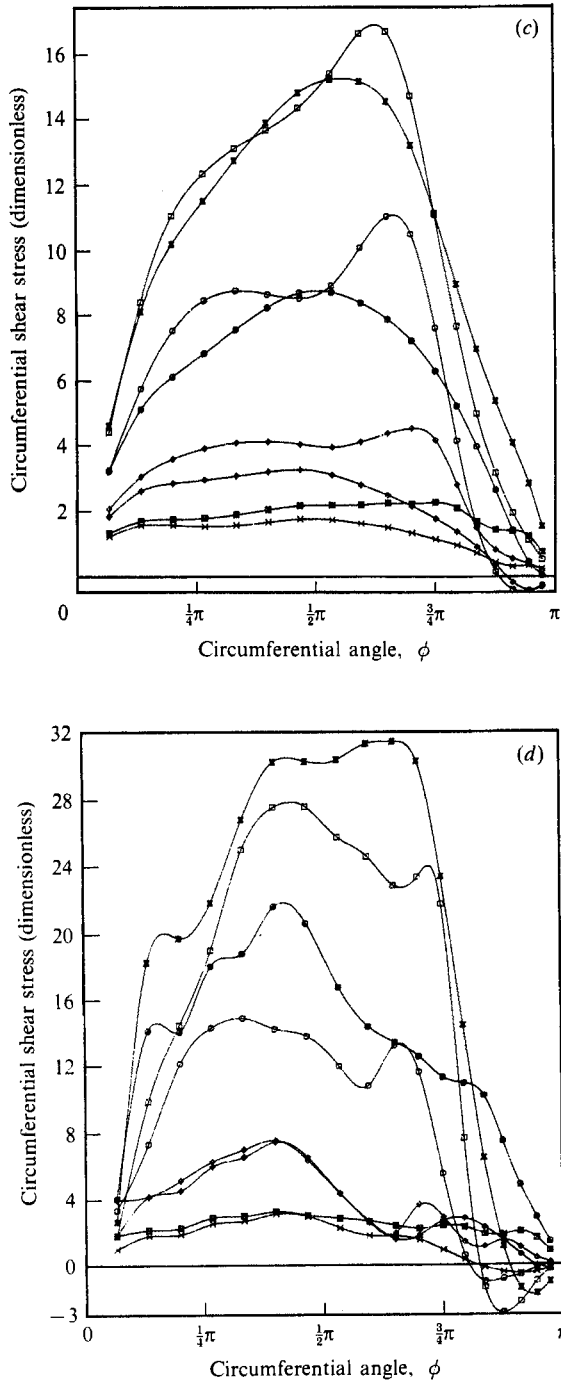 (c)
16
14
12
10
8
6
4
2
0
¼π
½π
¾π
π
Circumferential shear stress (dimensionless)
Circumferential angle, ϕ
(d)
32
28
24
20
16
12
8
4
0
−3
0
¼π
½π
¾π
π
Circumferential shear stress (dimensionless)
Circumferential angle, ϕ